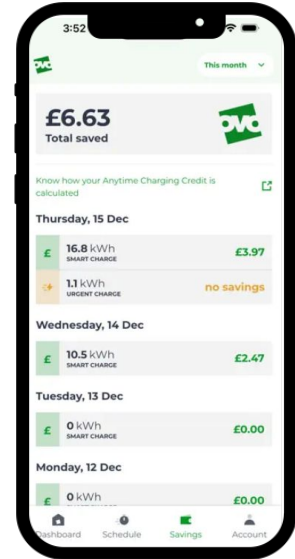 3:52
ovo
This month
£6.63
Total saved
ovo
Know how your Anytime Charging Credit is
calculated
Thursday, 15 Dec
£ 16.8 kWh £3.97
SMART CHARGE
1.1 kWh no savings
URGENT CHARGE
Wednesday, 14 Dec
£ 10.5 kWh £2.47
SMART CHARGE
Tuesday, 13 Dec
£ 0 kWh £0.00
SMART CHARGE
Monday, 12 Dec
£ 0 kWh £0.00
SMART CHARGE
Dashboard Schedule Savings Account